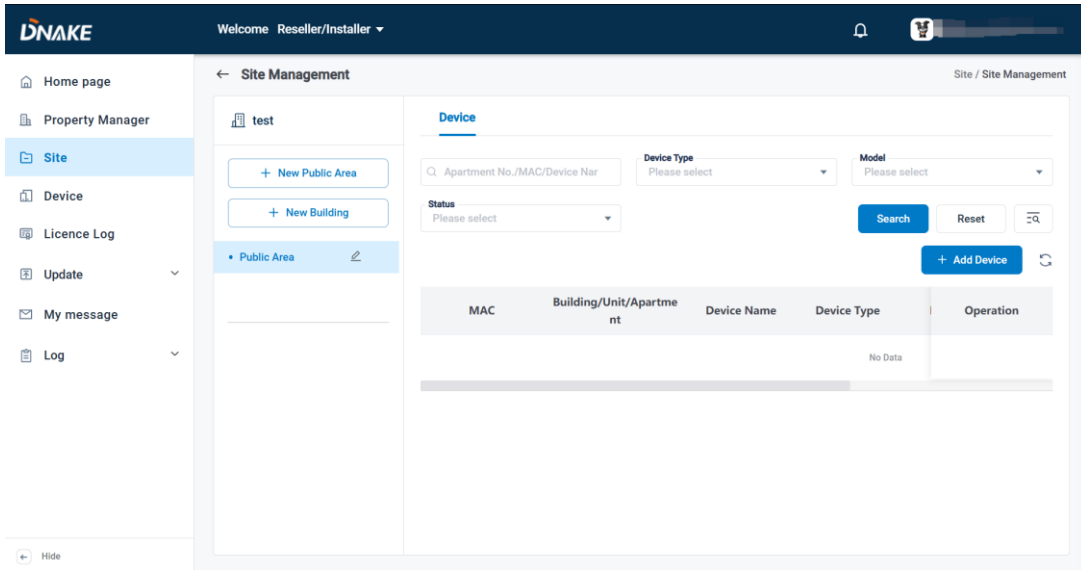 DNAKE
Welcome Reseller/Installer
Home page
Property Manager
Site
Device
Licence Log
Update
My message
Log
Hide
Site Management
Site / Site Management
test
+ New Public Area
+ New Building
• Public Area
Device
Apartment No./MAC/Device Nar
Device Type
Please select
Model
Please select
Status
Please select
Search
Reset
+ Add Device
MAC
Building/Unit/Apartme
nt
Device Name
Device Type
Operation
No Data